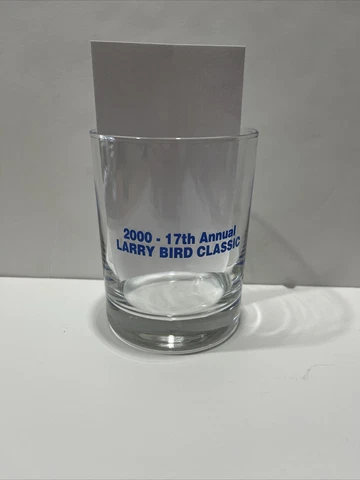 2000 - 17th Annual
LARRY BIRD CLASSIC